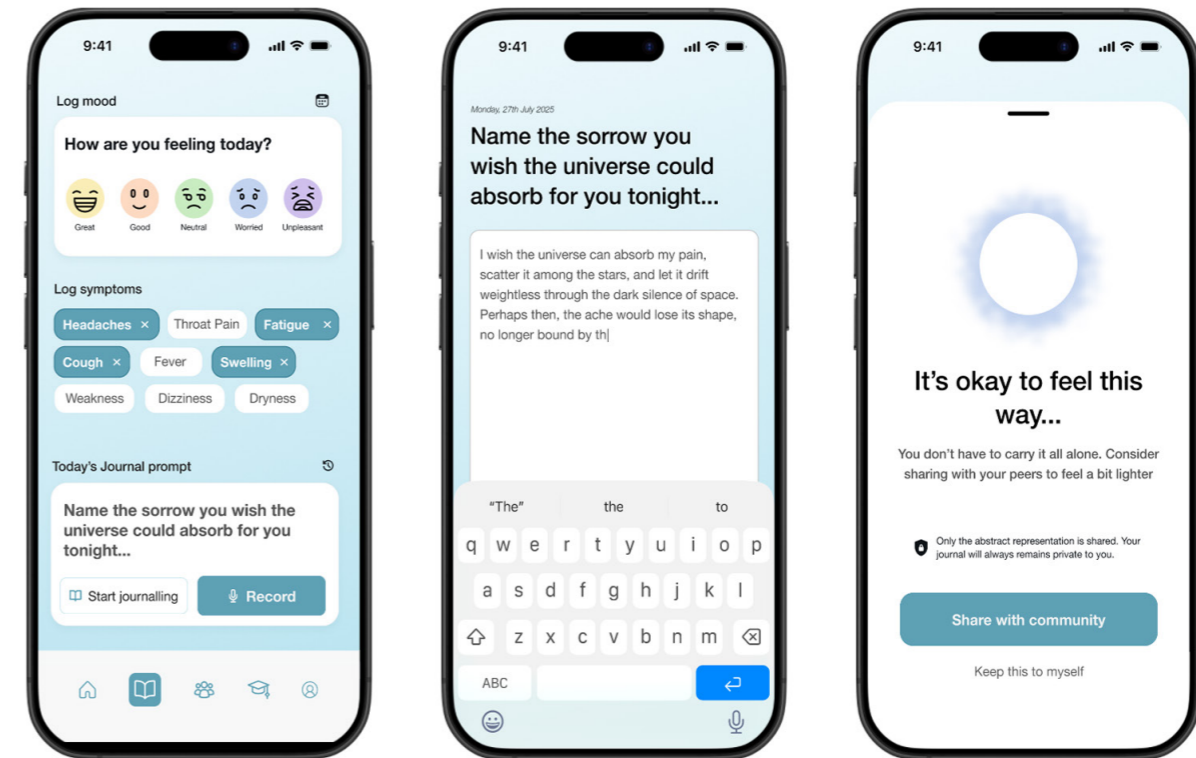 9:41
Log mood
How are you feeling today?
Great Good Neutral Worried Unpleasant
Log symptoms
Headaches × Throat Pain Fatigue ×
Cough × Fever Swelling ×
Weakness Dizziness Dryness
Today's Journal prompt
Name the sorrow you wish the
universe could absorb for you
tonight...
Start journalling Record
9:41
Monday, 27th July 2025
Name the sorrow you
wish the universe could
absorb for you tonight...
I wish the universe can absorb my pain,
scatter it among the stars, and let it drift
weightless through the dark silence of space.
Perhaps then, the ache would lose its shape,
no longer bound by th
“The” the to
q w e r t y u i o p
a s d f g h j k l
z x c v b n m
ABC
9:41
It's okay to feel this
way...
You don't have to carry it all alone. Consider
sharing with your peers to feel a bit lighter
Only the abstract representation is shared. Your
journal will always remains private to you.
Share with community
Keep this to myself